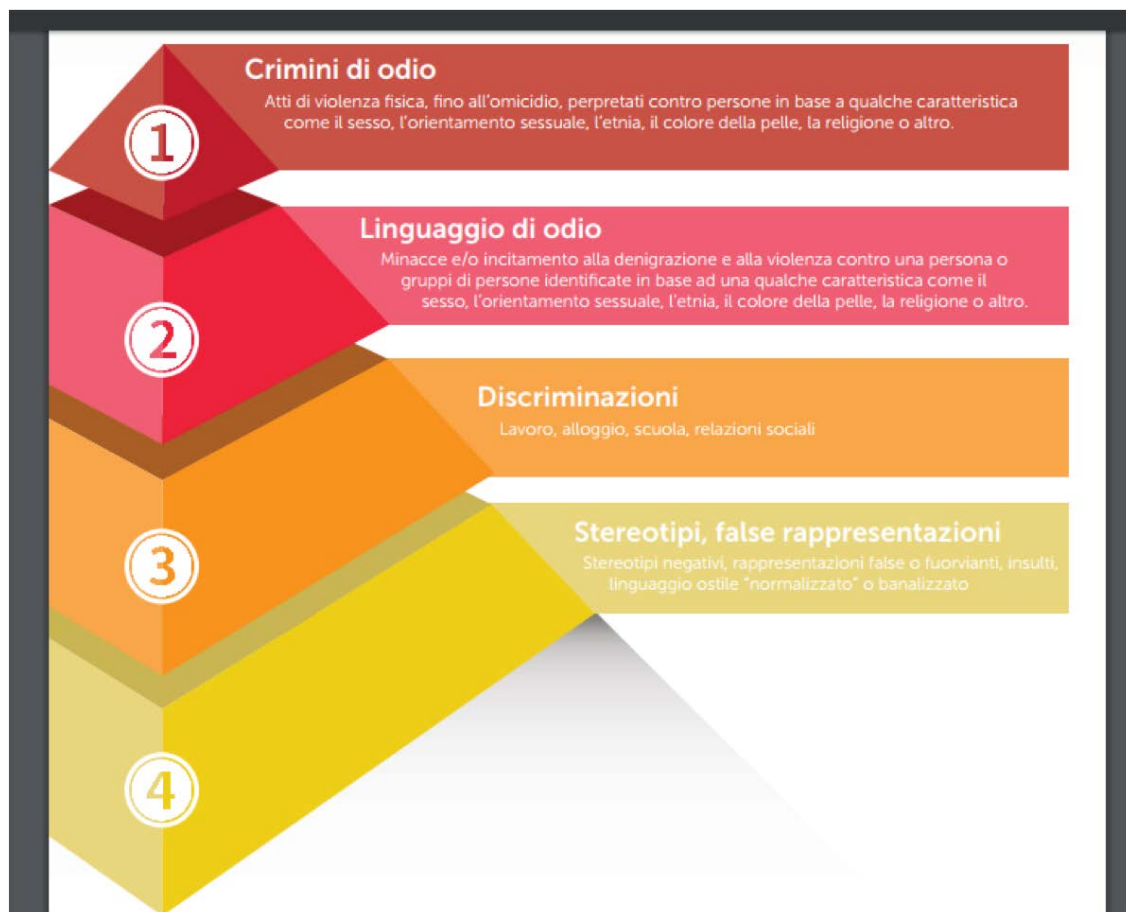 1
Crimini di odio
Atti di violenza fisica, fino all'omicidio, perpretati contro persone in base a qualche caratteristica
come il sesso, l'orientamento sessuale, l'etnia, il colore della pelle, la religione o altro.
2
Linguaggio di odio
Minacce e/o incitamento alla denigrazione e alla violenza contro una persona o
gruppi di persone identificate in base ad una qualche caratteristica come il
sesso, l'orientamento sessuale, l'etnia, il colore della pelle, la religione o altro.
3
Discriminazioni
Lavoro, alloggio, scuola, relazioni sociali
4
Stereotipi, false rappresentazioni
Stereotipi negativi, rappresentazioni false o fuorvianti, insulti,
linguaggio ostile "normalizzato" o banalizzato